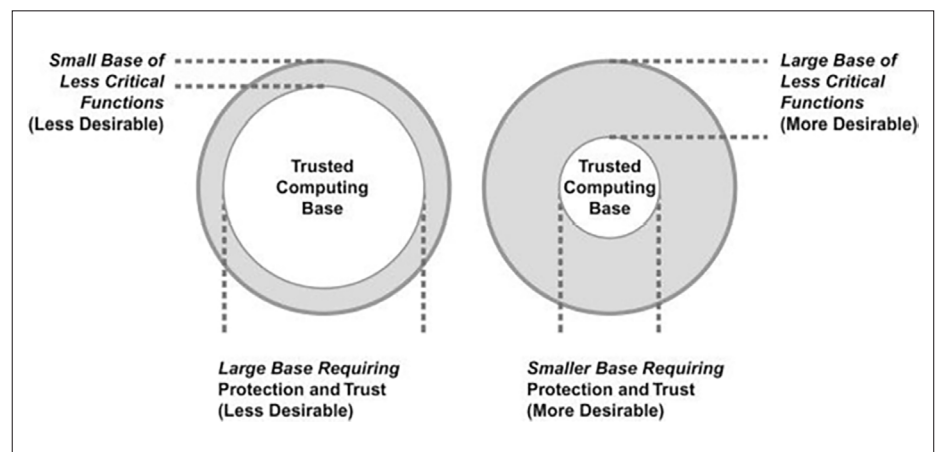 Small Base of
Less Critical
Functions
(Less Desirable)
Large Base of
Less Critical
Functions
(More Desirable)
Trusted
Computing
Base
Trusted
Computing
Base
Large Base Requiring
Protection and Trust
(Less Desirable)
Smaller Base Requiring
Protection and Trust
(More Desirable)